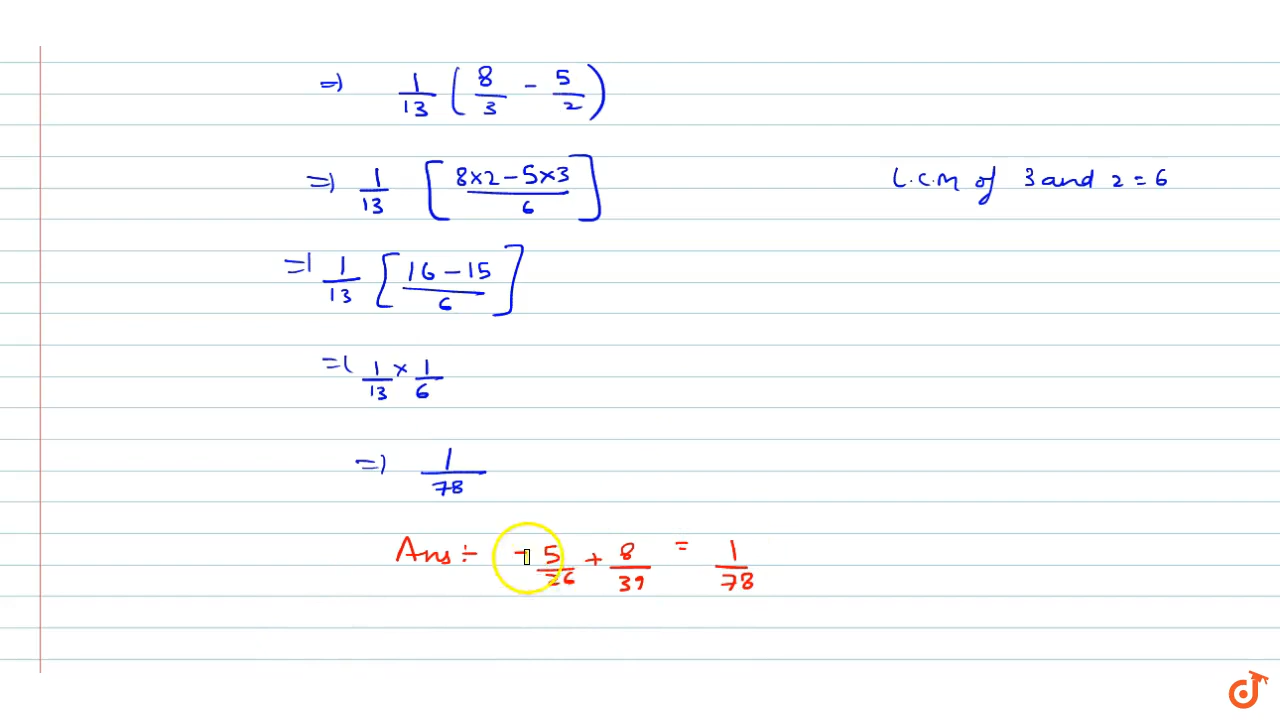 ⇒ 1/13 ( 8/3 - 5/2 )
⇒ 1/13 [ (8×2 - 5×3)/6 ] L.C.M of 3 and 2 = 6
⇒ 1/13 [ (16 - 15)/6 ]
⇒ 1/13 × 1/6
⇒ 1/78
Ans ÷ - 5/26 + 8/39 = 1/78